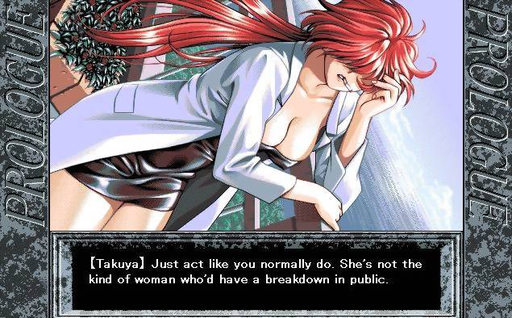 PROLOGUE
PROLOGUE
【Takuya】Just act like you normally do. She's not the
kind of woman who'd have a breakdown in public.